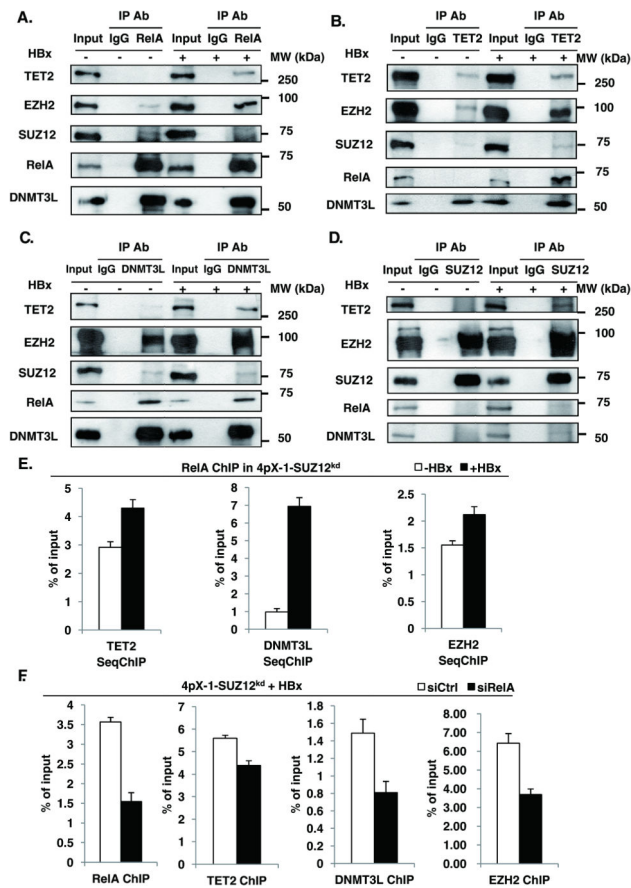 A.
IP Ab IP Ab
Input IgG RelA Input IgG RelA
HBx - - - + + + MW (kDa)
TET2 250
EZH2 100
SUZ12 75
RelA 75
DNMT3L 50
B.
IP Ab IP Ab
Input IgG TET2 Input IgG TET2
HBx - - - + + + MW (kDa)
TET2 250
EZH2 100
SUZ12 75
RelA 75
DNMT3L 50
C.
IP Ab IP Ab
Input IgG DNMT3L Input IgG DNMT3L
HBx - - - + + + MW (kDa)
TET2 250
EZH2 100
SUZ12 75
RelA 75
DNMT3L 50
D.
IP Ab IP Ab
Input IgG SUZ12 Input IgG SUZ12
HBx - - - + + + MW (kDa)
TET2 250
EZH2 100
SUZ12 75
RelA 75
DNMT3L 50
E.
RelA ChIP in 4pX-1-SUZ12kd -HBx +HBx
% of input
5
4
3
2
1
0
TET2
SeqChIP
% of input
8
7
6
5
4
3
2
1
0
DNMT3L
SeqChIP
% of input
2.5
2
1.5
1
0.5
0
EZH2
SeqChIP
F.
4pX-1-SUZ12kd + HBx siCtrl siRelA
% of input
4
3.5
3
2.5
2
1.5
1
0.5
0
RelA ChIP
% of input
7
6
5
4
3
2
1
0
TET2 ChIP
% of input
1.8
1.6
1.4
1.2
1
0.8
0.6
0.4
0.2
0
DNMT3L ChIP
% of input
8.00
7.00
6.00
5.00
4.00
3.00
2.00
1.00
0.00
EZH2 ChIP